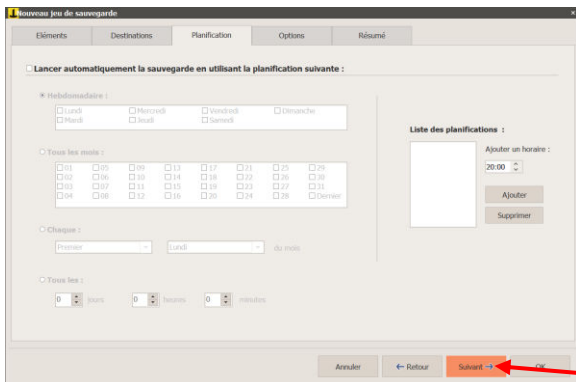 Nouveau jeu de sauvegarde
Eléments Destinations Planification Options Résumé
Lancer automatiquement la sauvegarde en utilisant la planification suivante :
Hebdomadaire :
Lundi Mercredi Vendredi Dimanche
Mardi Jeudi Samedi
Liste des planifications :
Ajouter un horaire :
20:00
Ajouter
Supprimer
Tous les mois :
01 05 09 13 17 21 25 29
02 06 10 14 18 22 26 30
03 07 11 15 19 23 27 31
04 08 12 16 20 24 28 Dernier
Chaque :
Premier Lundi du mois
Tous les :
0 jours 0 heures 0 minutes
Annuler ← Retour Suivant → OK